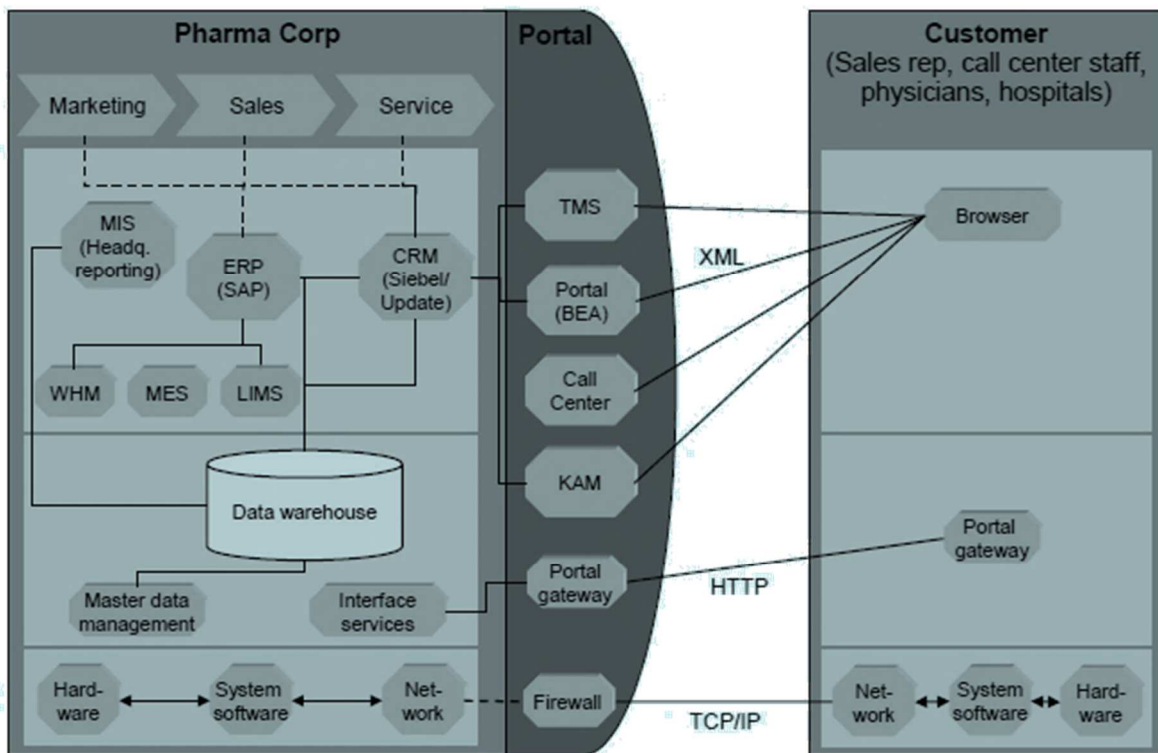 Pharma Corp
Portal
Customer
(Sales rep, call center staff,
physicians, hospitals)
Marketing
Sales
Service
MIS
(Headq.
reporting)
ERP
(SAP)
CRM
(Siebel/
Update)
WHM
MES
LIMS
TMS
Portal
(BEA)
Call
Center
KAM
XML
Browser
Data warehouse
Master data
management
Interface
services
Portal
gateway
HTTP
Portal
gateway
Hard-
ware
System
software
Net-
work
Firewall
TCP/IP
Net-
work
System
software
Hard-
ware